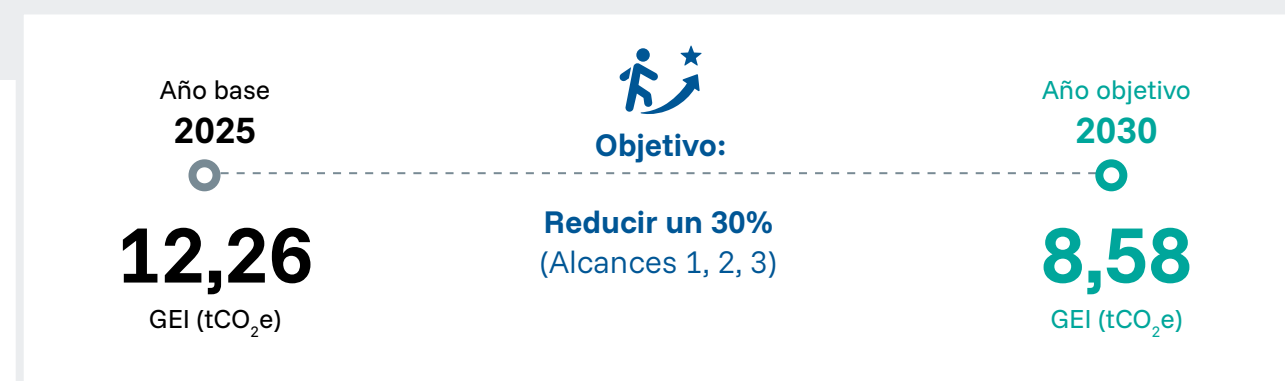 Año base
2025
12,26
GEI (tCO₂e)
Objetivo:
Reducir un 30%
(Alcances 1, 2, 3)
Año objetivo
2030
8,58
GEI (tCO₂e)